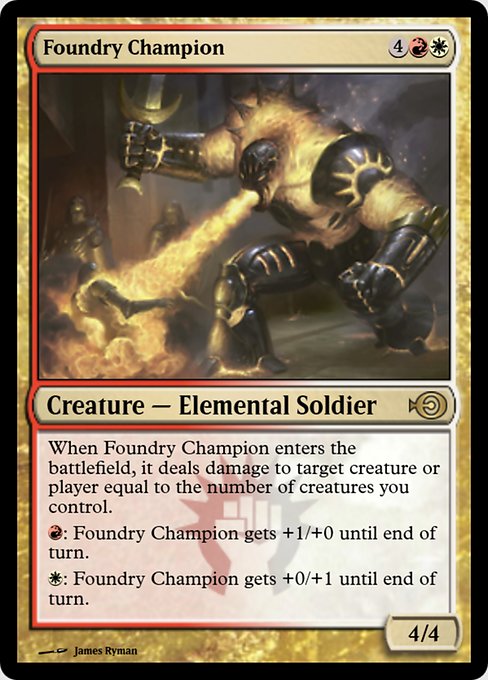 Foundry Champion 4
Creature — Elemental Soldier
When Foundry Champion enters the
battlefield, it deals damage to target creature or
player equal to the number of creatures you
control.
: Foundry Champion gets +1/+0 until end of
turn.
: Foundry Champion gets +0/+1 until end of
turn.
4/4
James Ryman